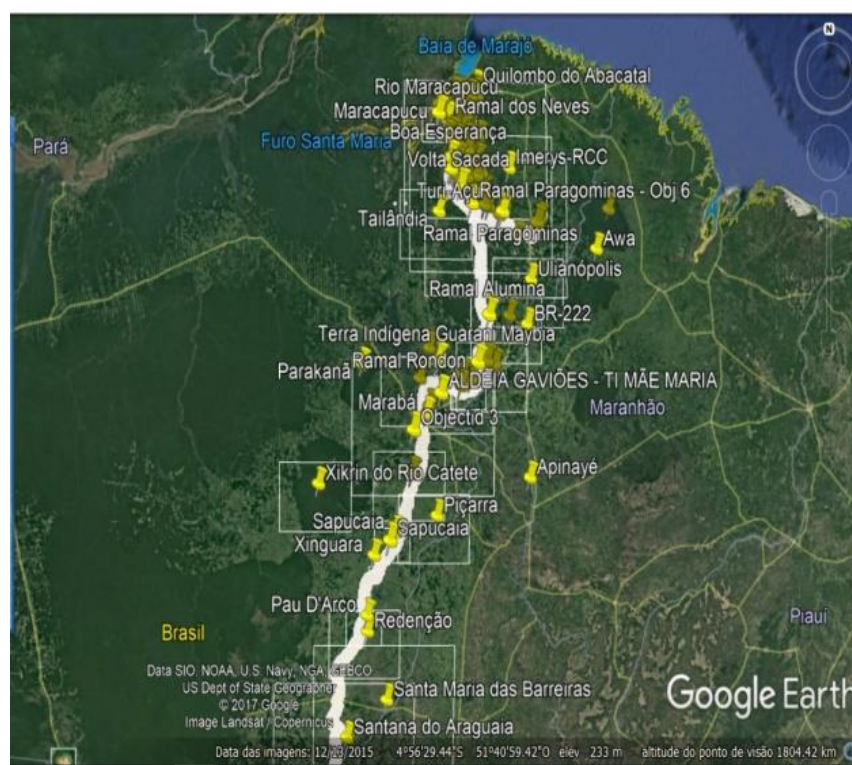 Baia de Marajó
Quilombo do Abacatal
Rio Maracapucu
Maracapucu
Ramal dos Neves
Boa Esperança
Pará
Furo Santa Maria
Volta Sacada
Imerys-RCC
Turi Açu
Ramal Paragominas - Obj 6
Tailândia
Ramal Paragominas
Awa
Ulianópolis
Ramal Alumina
BR-222
Terra Indígena Guarani Maybia
Ramal Rondon
Parakanã
ALDEIA GAVIÕES - TI MÃE MARIA
Marabá
Maranhão
Objectid 3
Xikrin do Rio Catete
Apinayé
Piçarra
Sapucaia
Sapucaia
Xinguara
Pau D'Arco
Redenção
Piauí
Brasil
Data SIO, NOAA, U.S. Navy, NGA, GEBCO
US Dept of State Geographer
© 2017 Google
Image Landsat / Copernicus
Santa Maria das Barreiras
Google Earth
Santana do Araguaia
Data das imagens: 12/13/2015 4°56'29.44"S 51°40'59.42"O elev 233 m altitude do ponto de visão 1804.42 km
N